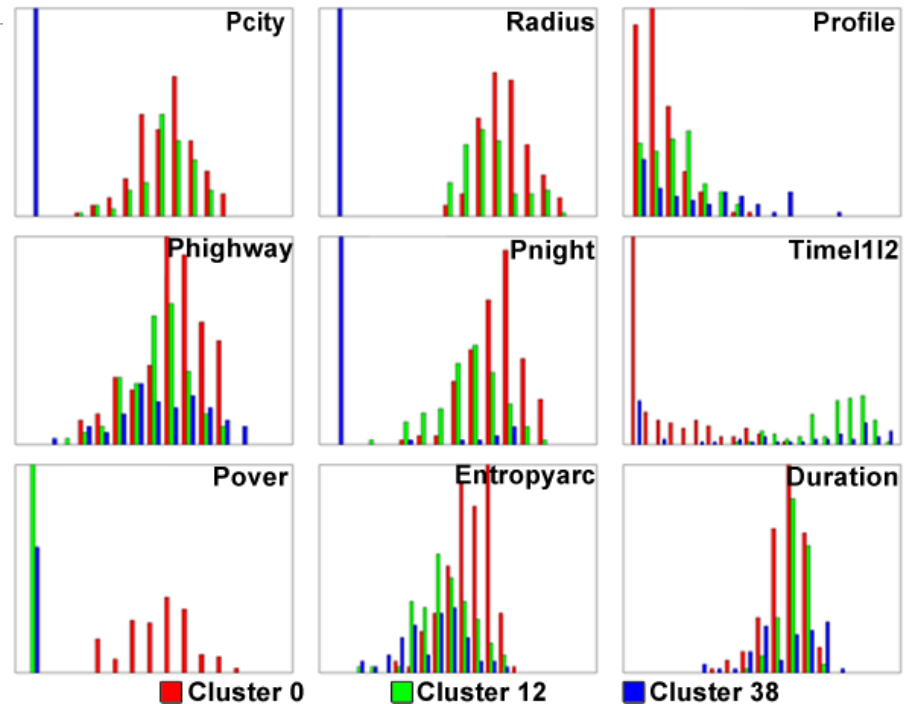 Pcity
Radius
Profile
Phighway
Pnight
Timel1l2
Pover
Entropyarc
Duration
Cluster 0
Cluster 12
Cluster 38